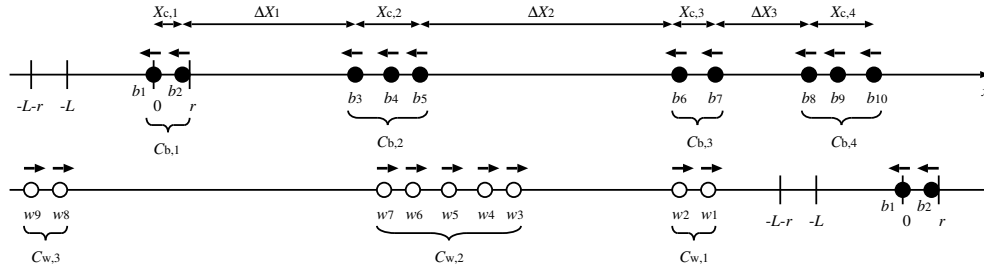 Xc,1 ΔX1 Xc,2 ΔX2 Xc,3 ΔX3 Xc,4
b1 b2 b3 b4 b5 b6 b7 b8 b9 b10 x
-L-r -L 0 r
Cb,1 Cb,2 Cb,3 Cb,4
w9 w8 w7 w6 w5 w4 w3 w2 w1 b1 b2
-L-r -L 0 r
Cw,3 Cw,2 Cw,1